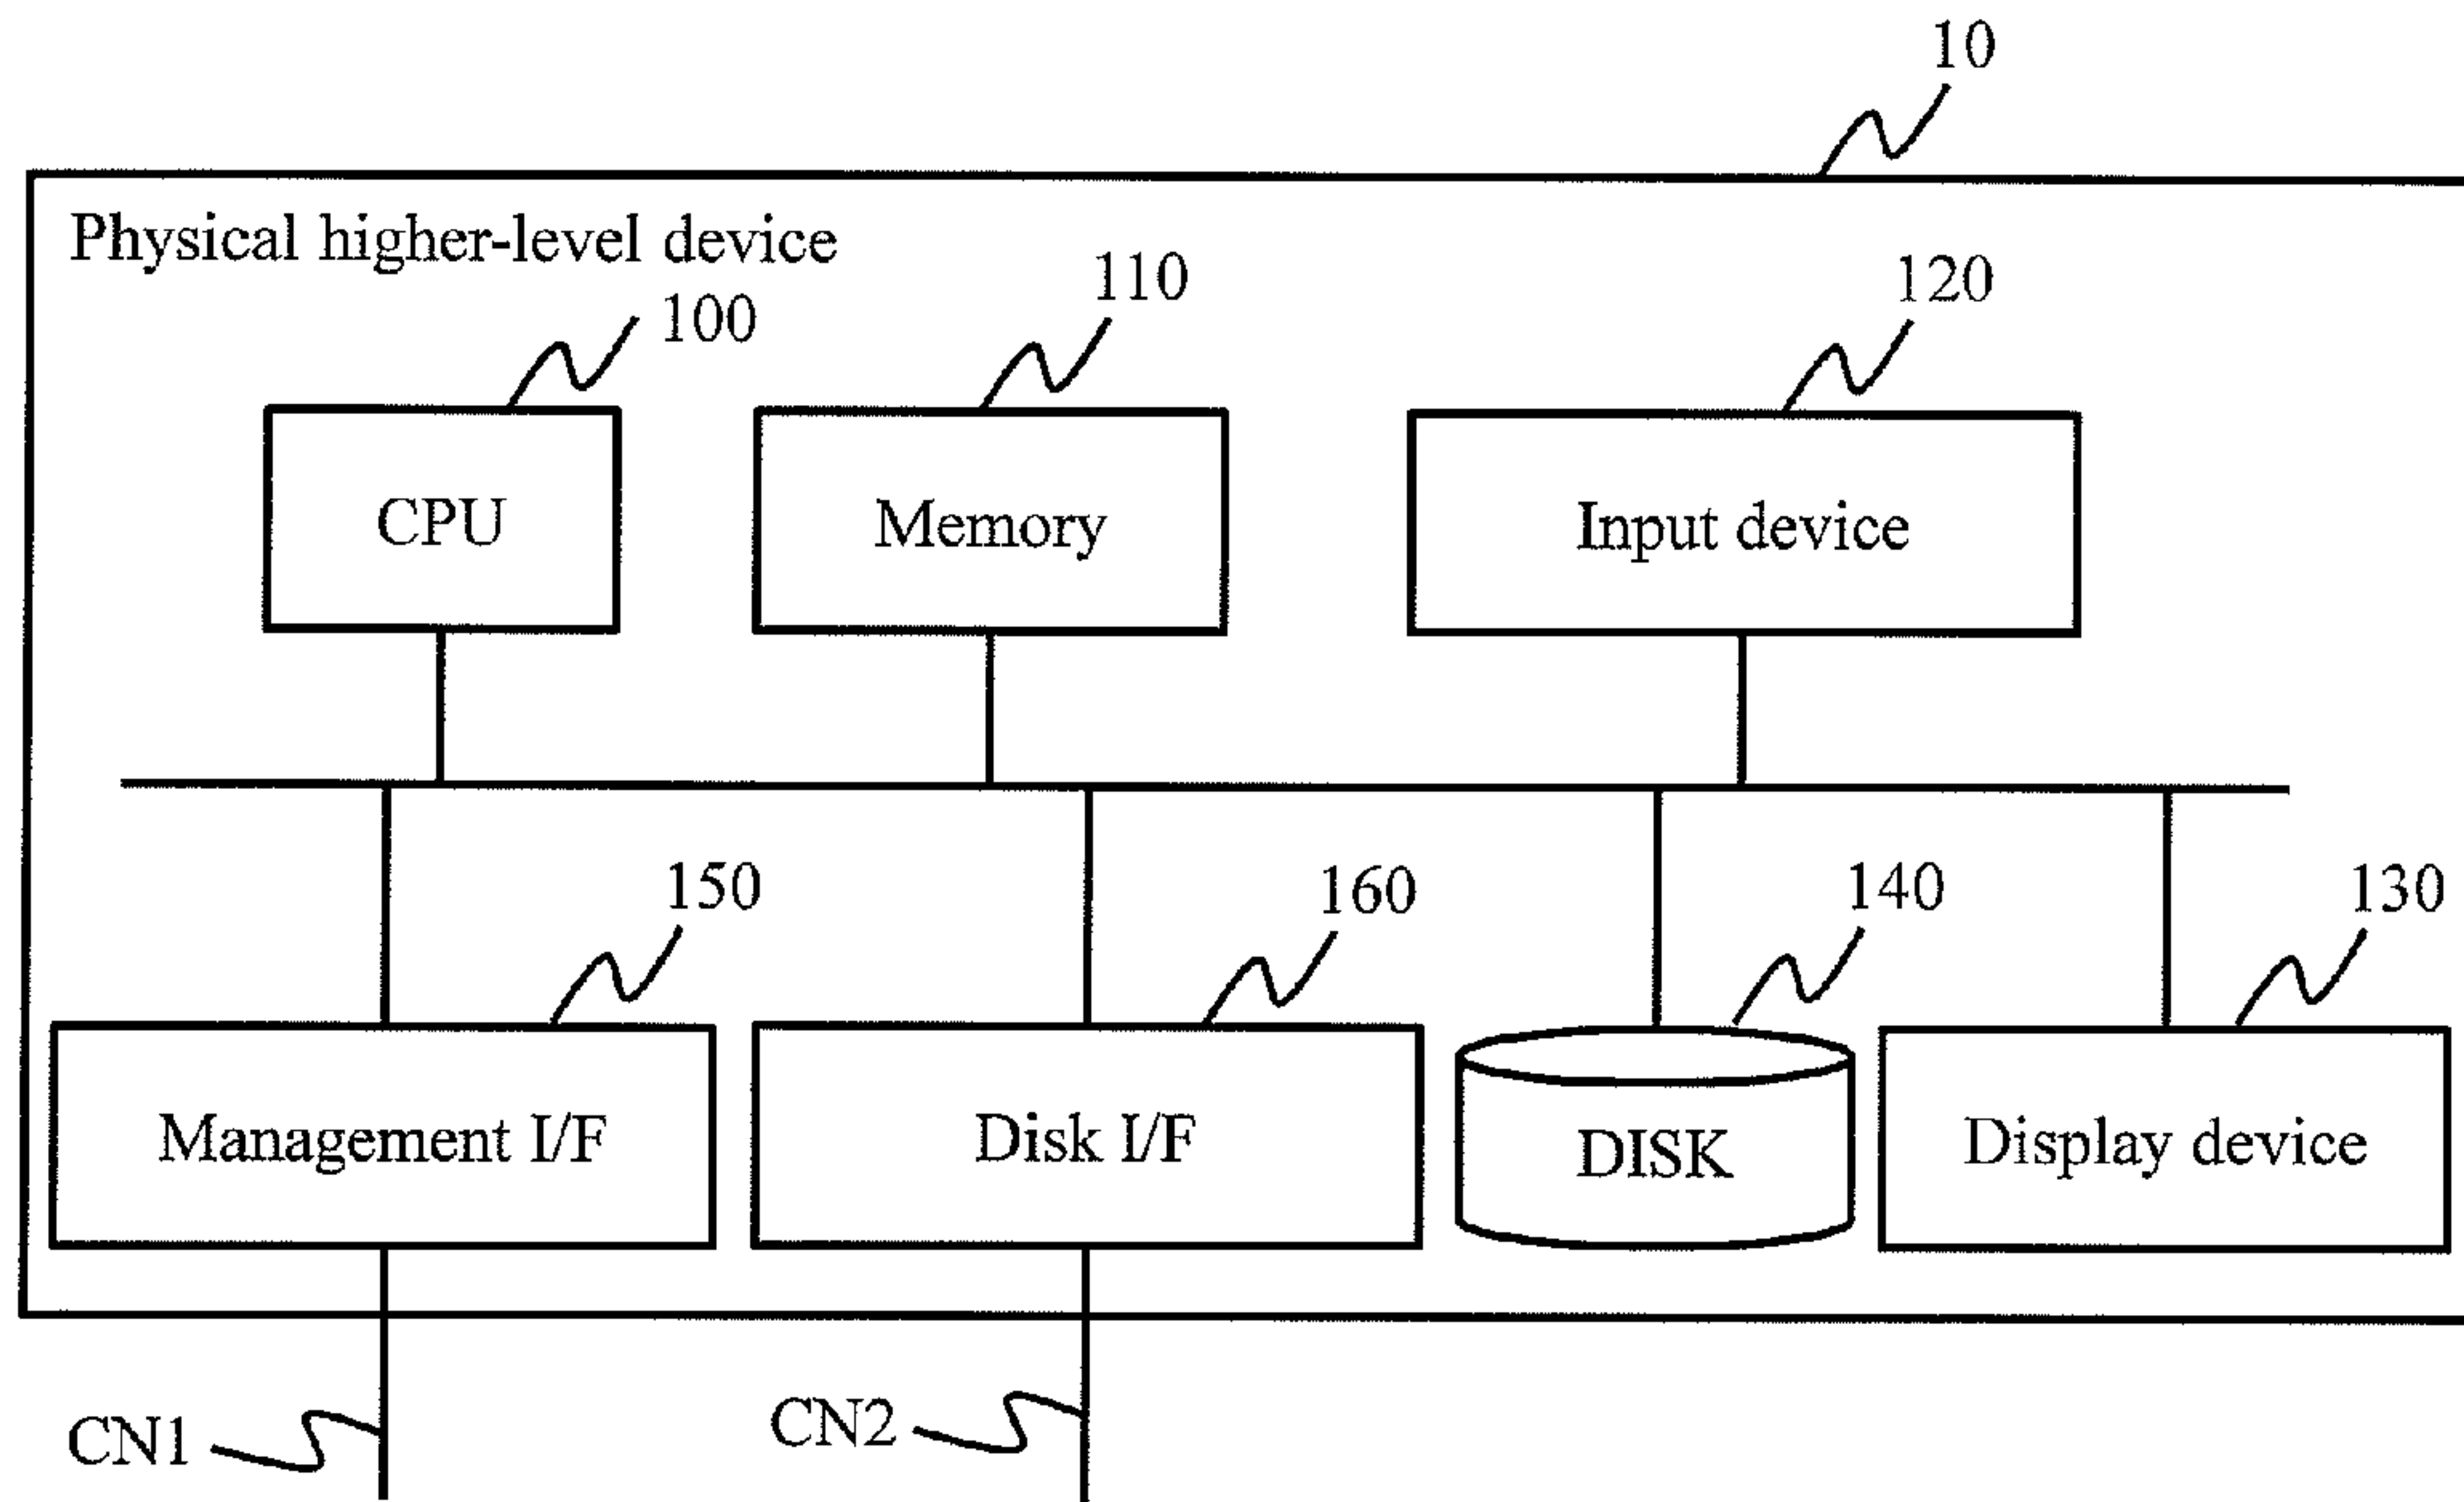 10
Physical higher-level device
100
110
120
CPU
Memory
Input device
150
160
140
130
Management I/F
Disk I/F
DISK
Display device
CN1
CN2